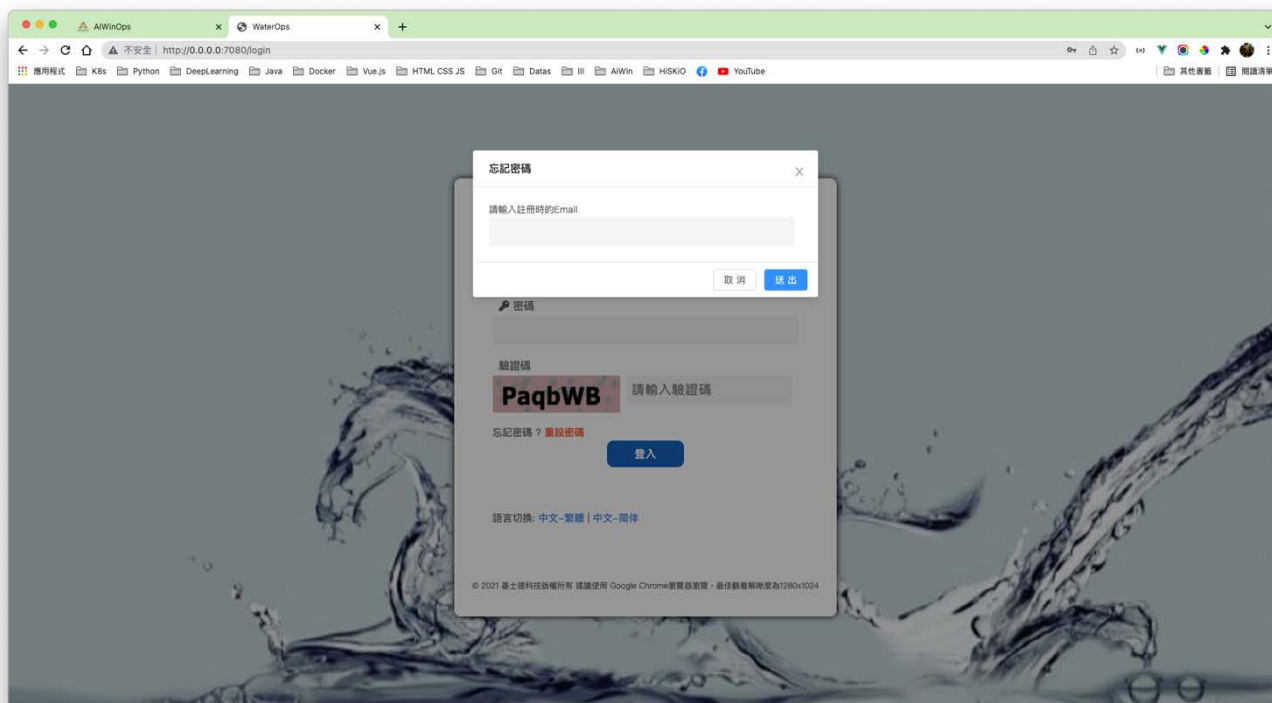 AIWinOps
WaterOps
不安全 | http://0.0.0.0:7080/login
應用程式 K8s Python DeepLearning Java Docker Vue.js HTML CSS JS Git Datas III AiWin HiSKiO YouTube 其他書籤 閱讀清單
忘記密碼
請輸入註冊時的Email
取 消 送 出
密碼
驗證碼
PaqbWB 請輸入驗證碼
忘記密碼？重設密碼
登入
語言切換: 中文-繁體 | 中文-简体
© 2021 基士德科技版權所有 建議使用 Google Chrome瀏覽器瀏覽，最佳觀看解晰度為1280x1024